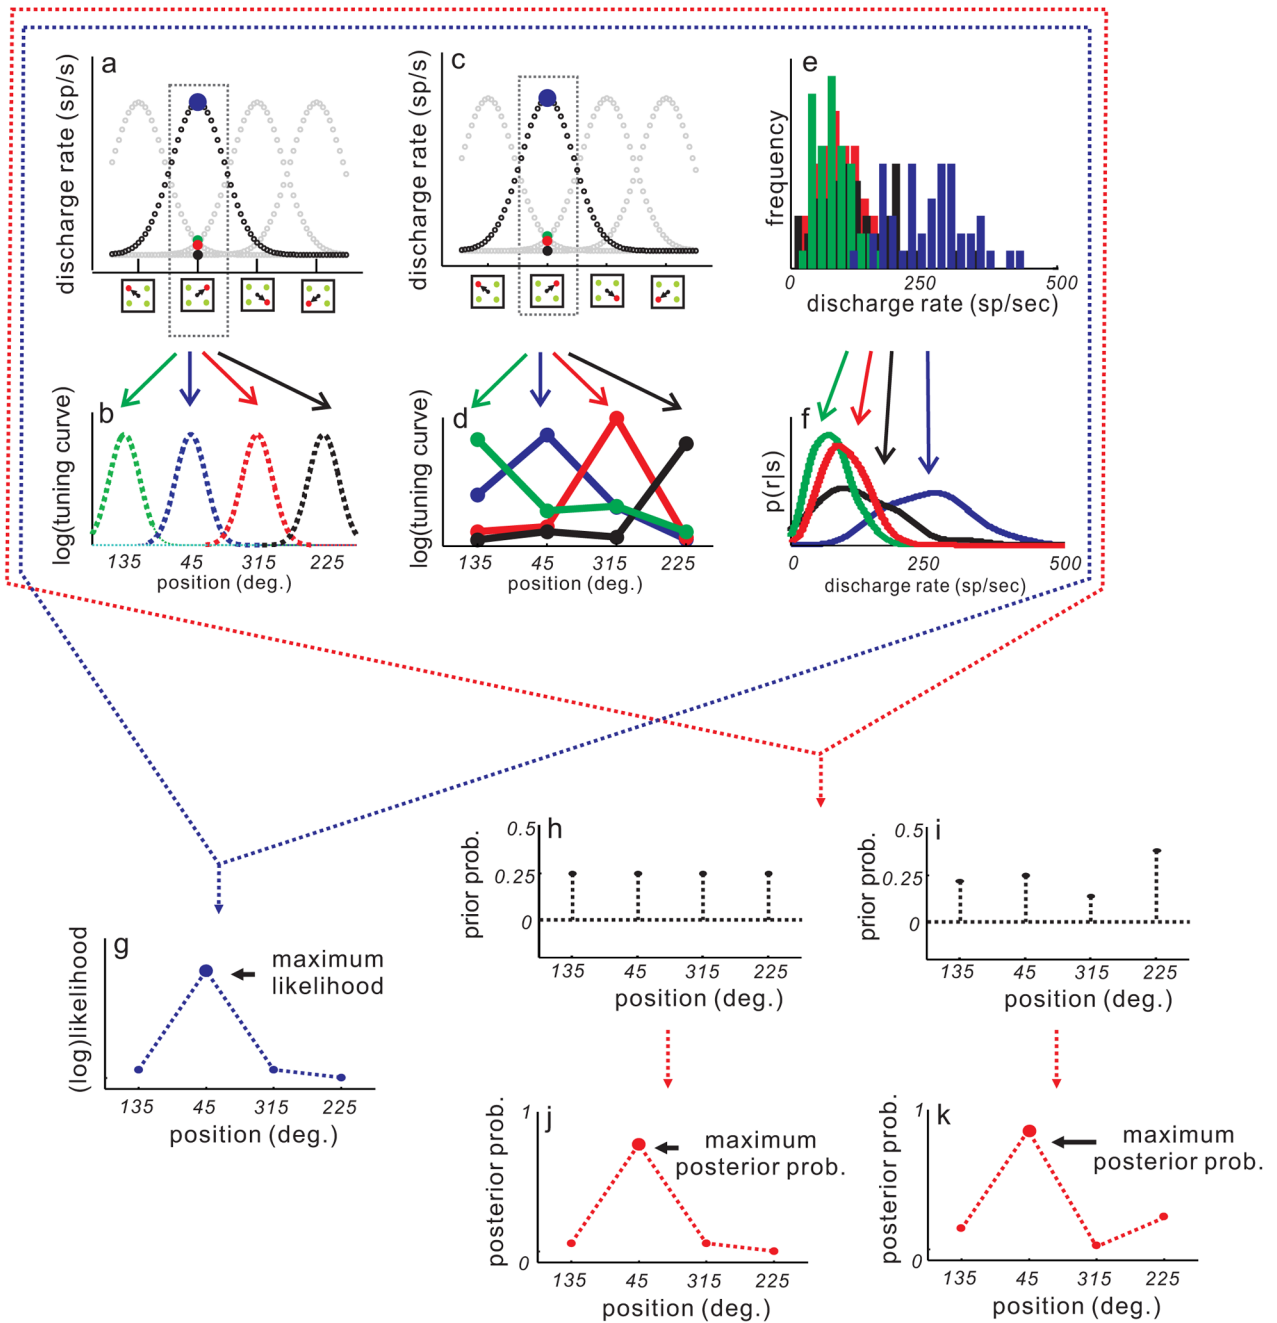 a
discharge rate (sp/s)
c
discharge rate (sp/s)
e
frequency
0
250
500
discharge rate (sp/sec)
b
log(tuning curve)
135
45
315
225
position (deg.)
d
log(tuning curve)
135
45
315
225
position (deg.)
f
p(r|s)
0
250
500
discharge rate (sp/sec)
h
prior prob.
0.5
0.25
0
135
45
315
225
position (deg.)
i
prior prob.
0.5
0.25
0
135
45
315
225
position (deg.)
g
(log)likelihood
maximum
likelihood
135
45
315
225
position (deg.)
j
posterior prob.
1
0
maximum
posterior prob.
135
45
315
225
position (deg.)
k
posterior prob.
1
0
maximum
posterior prob.
135
45
315
225
position (deg.)